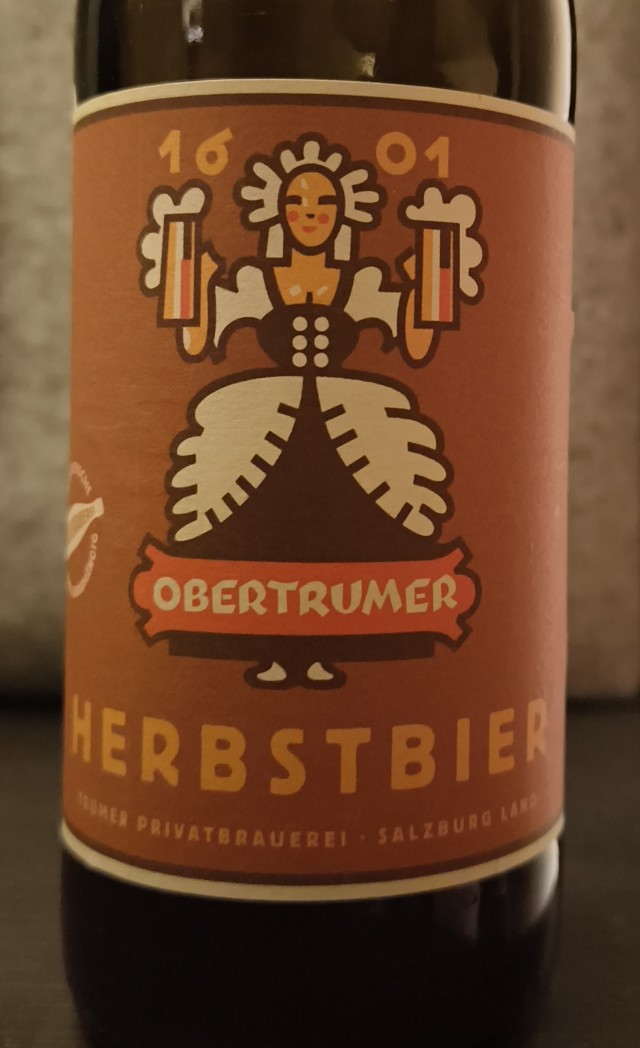 16 01
OBERTRUMER
HERBSTBIER
TRUMER PRIVATBRAUEREI · SALZBURG LAND